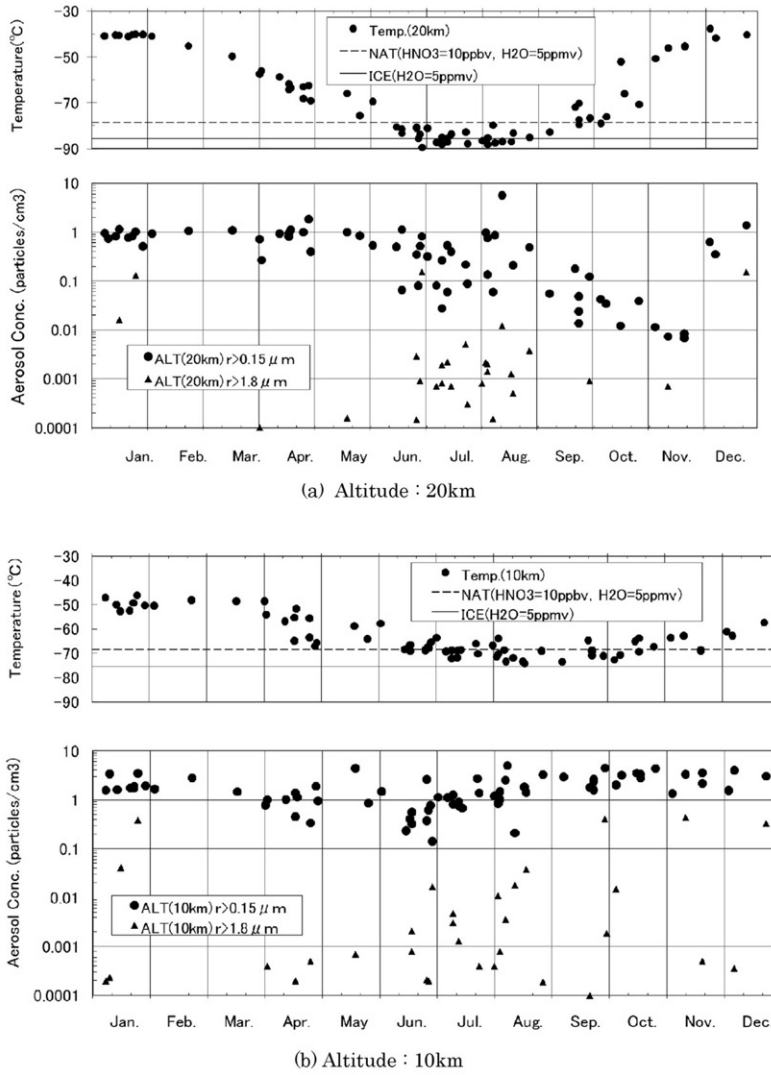 Temperature(℃)
-30
-50
-70
-90
Temp.(20km)
NAT(HNO3=10ppbv, H2O=5ppmv)
ICE(H2O=5ppmv)
Aerosol Conc. (particles/cm3)
10
1
0.1
0.01
0.001
0.0001
ALT(20km) r>0.15 μm
ALT(20km) r>1.8 μm
Jan. Feb. Mar. Apr. May Jun. Jul. Aug. Sep. Oct. Nov. Dec.
(a) Altitude : 20km
Temperature(℃)
-30
-40
-50
-60
-70
-80
-90
Temp.(10km)
NAT(HNO3=10ppbv, H2O=5ppmv)
ICE(H2O=5ppmv)
Aerosol Conc. (particles/cm3)
10
1
0.1
0.01
0.001
0.0001
ALT(10km) r>0.15 μm
ALT(10km) r>1.8 μm
Jan. Feb. Mar. Apr. May Jun. Jul. Aug. Sep. Oct. Nov. Dec.
(b) Altitude : 10km